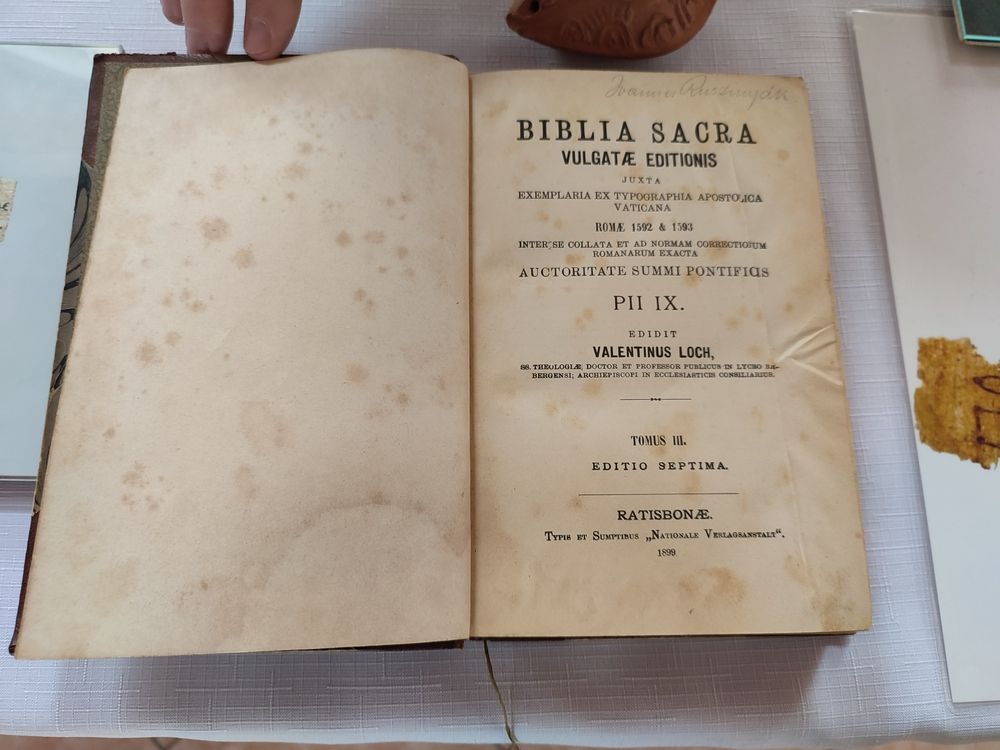 BIBLIA SACRA
VULGATÆ EDITIONIS
JUXTA
EXEMPLARIA EX TYPOGRAPHIA APOSTOLICA
VATICANA
ROMÆ 1592 & 1593
INTER SE COLLATA ET AD NORMAM CORRECTIONUM
ROMANARUM EXACTA
AUCTORITATE SUMMI PONTIFICIS
PII IX.
EDIDIT
VALENTINUS LOCH,
SS. THEOLOGIÆ DOCTOR ET PROFESSOR PUBLICUS IN LYCEO BA-
BERGENSI; ARCHIEPISCOPI IN ECCLESIASTICIS CONSILIARIUS.
TOMUS III.
EDITIO SEPTIMA.
RATISBONÆ.
TYPIS ET SUMPTIBUS „NATIONALE VERLAGSANSTALT“.
1899